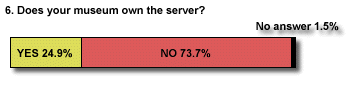 6. Does your museum own the server?
No answer 1.5%
YES 24.9%
NO 73.7%